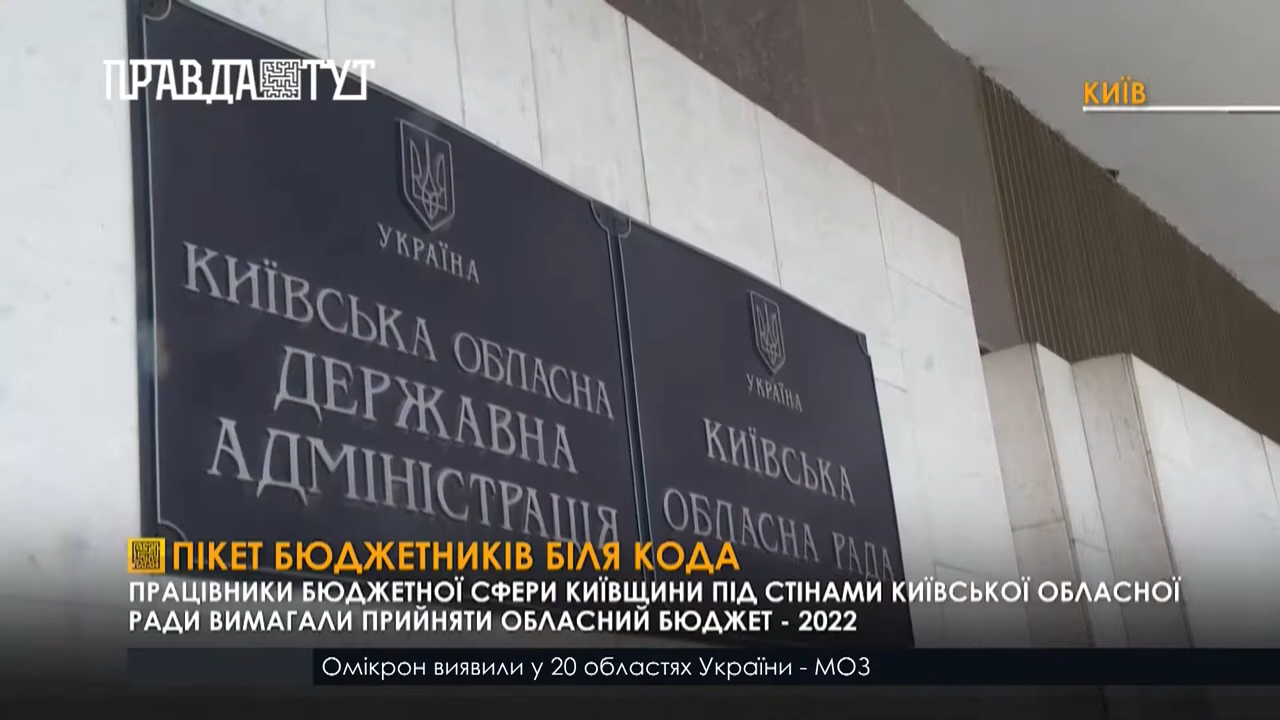 ПРАВДА ТУТ
КИЇВ
УКРАЇНА
КИЇВСЬКА ОБЛАСНА
ДЕРЖАВНА
АДМІНІСТРАЦІЯ
УКРАЇНА
КИЇВСЬКА
ОБЛАСНА РАДА
ПІКЕТ БЮДЖЕТНИКІВ БІЛЯ КОДА
ПРАЦІВНИКИ БЮДЖЕТНОЇ СФЕРИ КИЇВЩИНИ ПІД СТІНАМИ КИЇВСЬКОЇ ОБЛАСНОЇ
РАДИ ВИМАГАЛИ ПРИЙНЯТИ ОБЛАСНИЙ БЮДЖЕТ - 2022
Омікрон виявили у 20 областях України - МОЗ